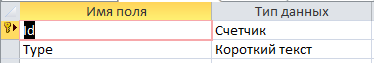 Имя поля Тип данных
Id Счетчик
Type Короткий текст